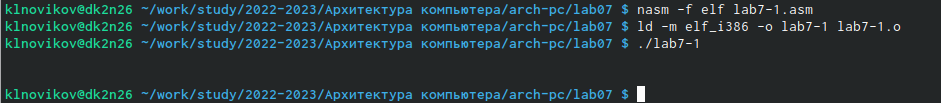 klnovikov@dk2n26 ~/work/study/2022-2023/Архитектура компьютера/arch-pc/lab07 $ nasm -f elf lab7-1.asm
klnovikov@dk2n26 ~/work/study/2022-2023/Архитектура компьютера/arch-pc/lab07 $ ld -m elf_i386 -o lab7-1 lab7-1.o
klnovikov@dk2n26 ~/work/study/2022-2023/Архитектура компьютера/arch-pc/lab07 $ ./lab7-1
klnovikov@dk2n26 ~/work/study/2022-2023/Архитектура компьютера/arch-pc/lab07 $